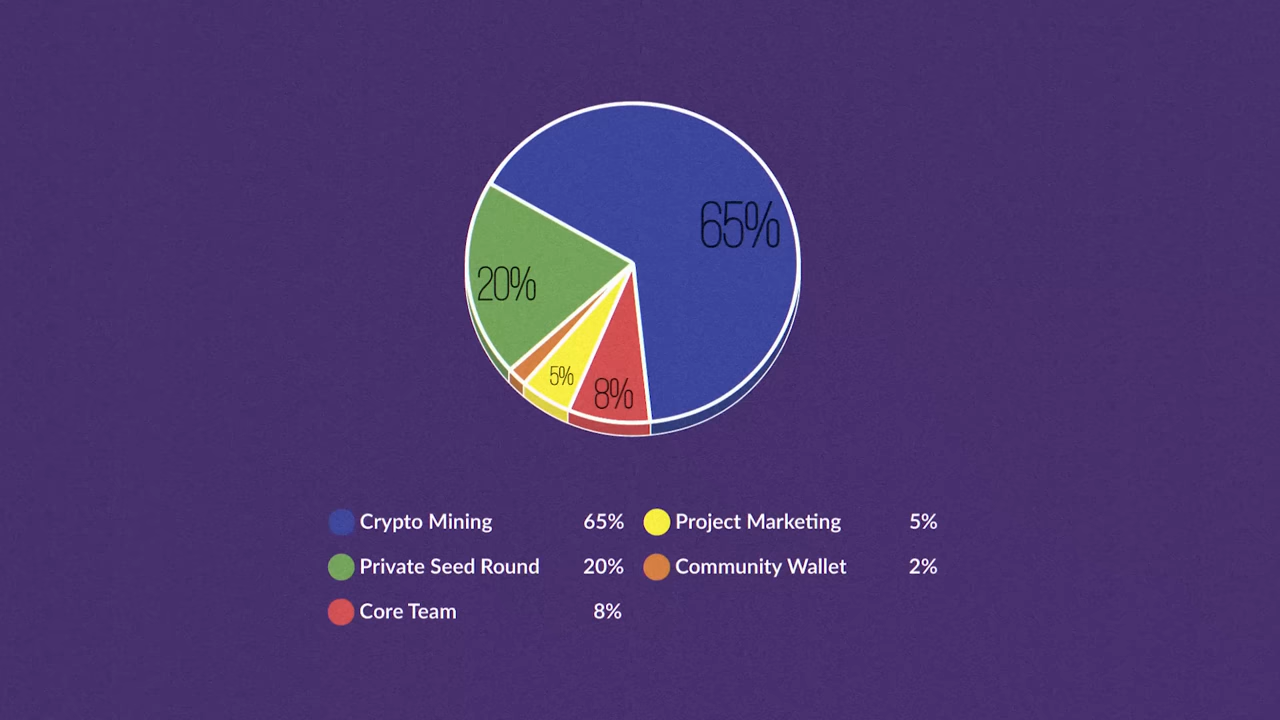 65%
20%
5%
8%
Crypto Mining 65%
Project Marketing 5%
Private Seed Round 20%
Community Wallet 2%
Core Team 8%